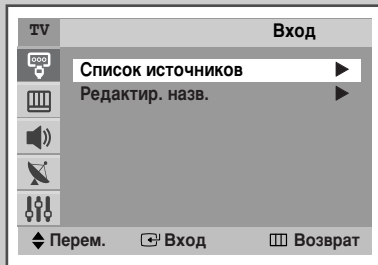 TV Вход
Список источников
Редактир. назв.
Перем. Вход Возврат